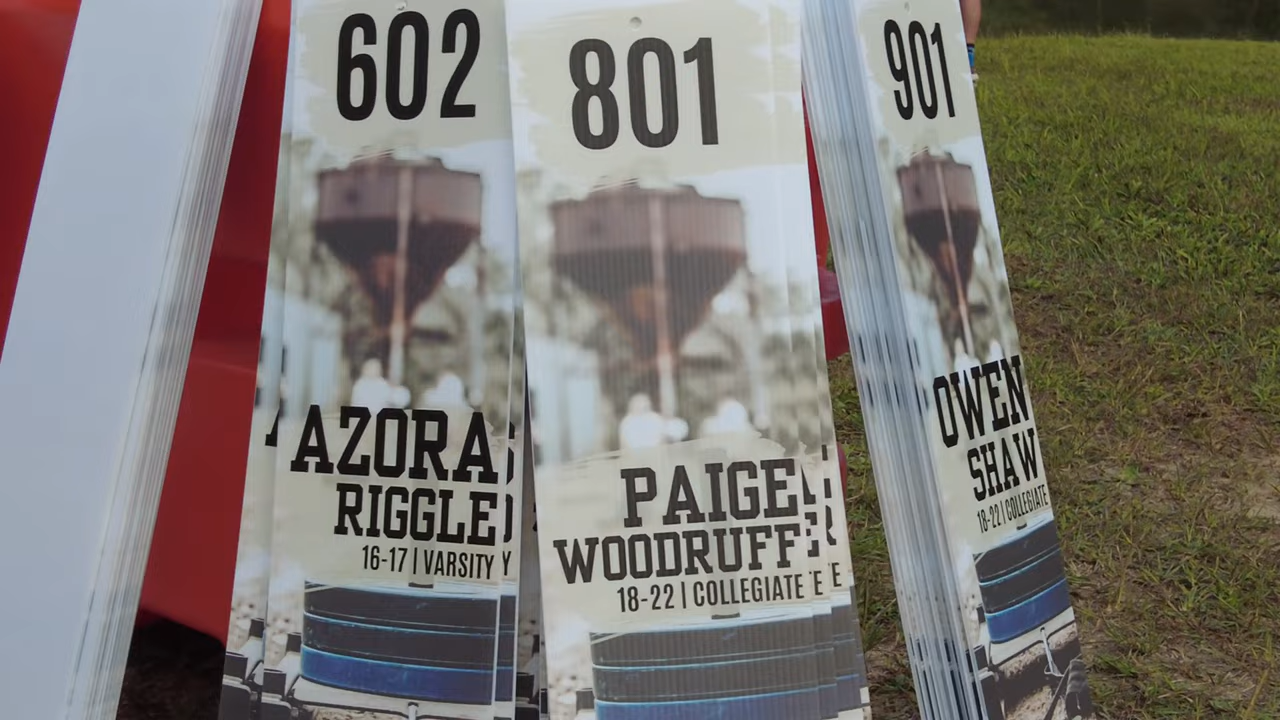 602
AZORA
RIGGLE
16-17 | VARSITY
801
PAIGE
WOODRUFF
18-22 | COLLEGIATE
901
OWEN
SHAW
18-22 | COLLEGIATE